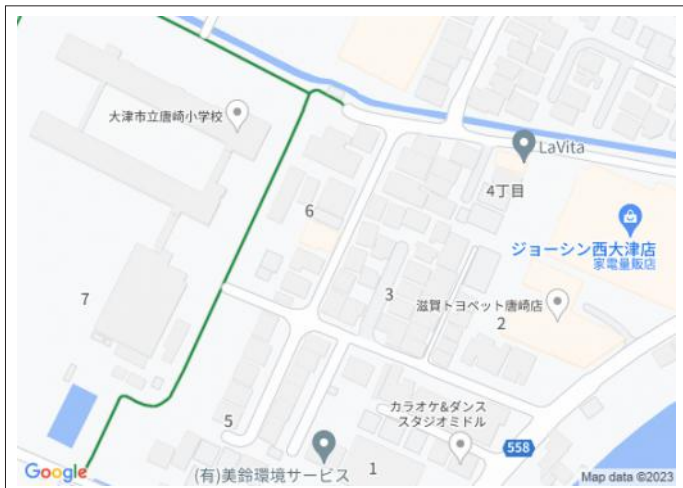 大津市立唐崎小学校
LaVita
4丁目
6
ジョーシン西大津店
家電量販店
7
3
滋賀トヨペット唐崎店
2
カラオケ&ダンス
スタジオミドル
5
558
(有)美鈴環境サービス
1
Google
Map data ©2023